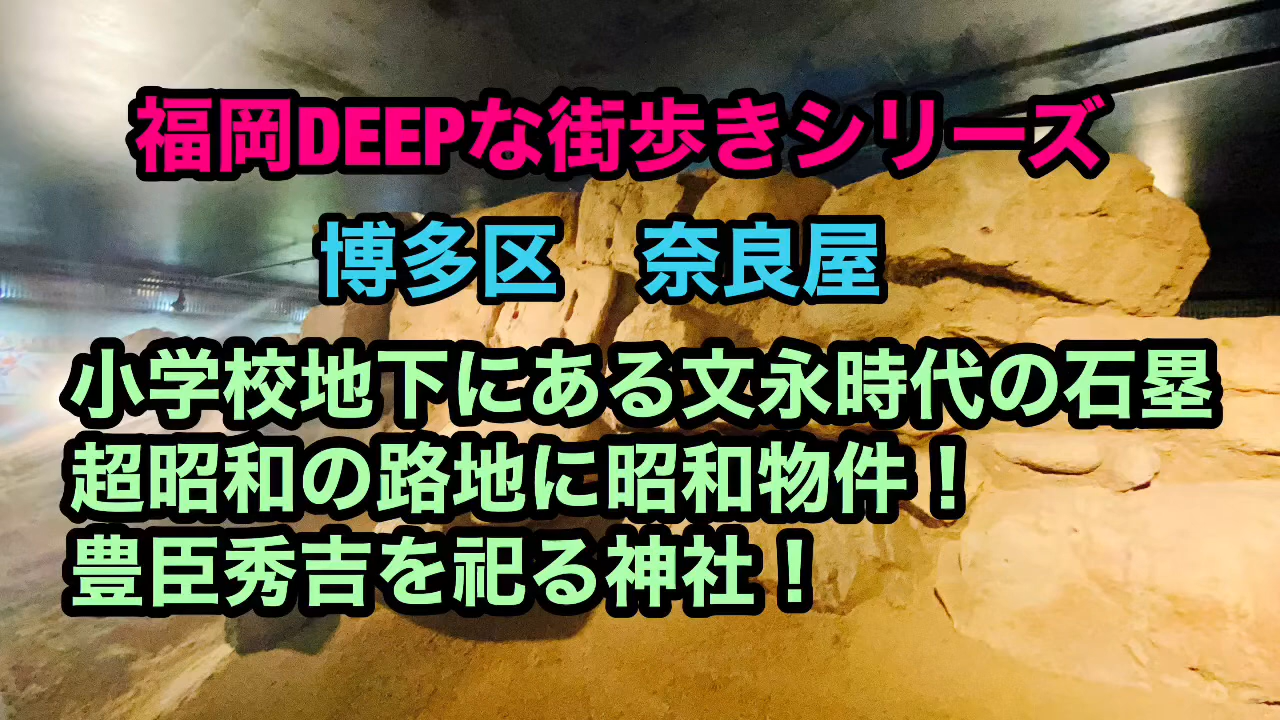 福岡DEEPな街歩きシリーズ
博多区　奈良屋
小学校地下にある文永時代の石塁
超昭和の路地に昭和物件！
豊臣秀吉を祀る神社！